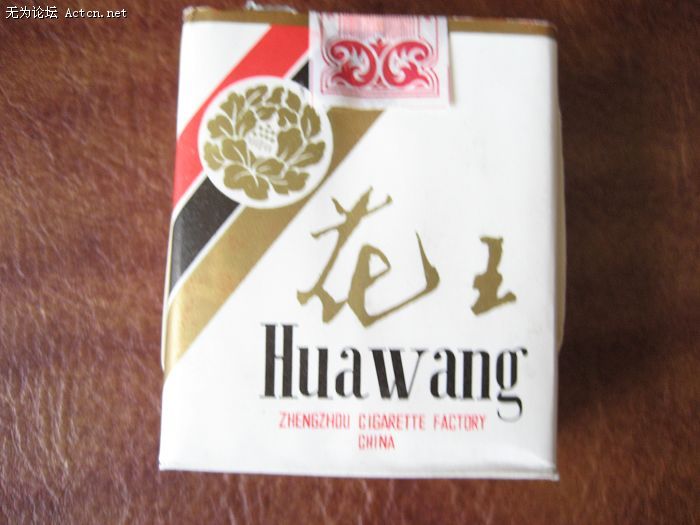 无为论坛 Actcn.net
花王
Huawang
ZHENGZHOU CIGARETTE FACTORY
CHINA